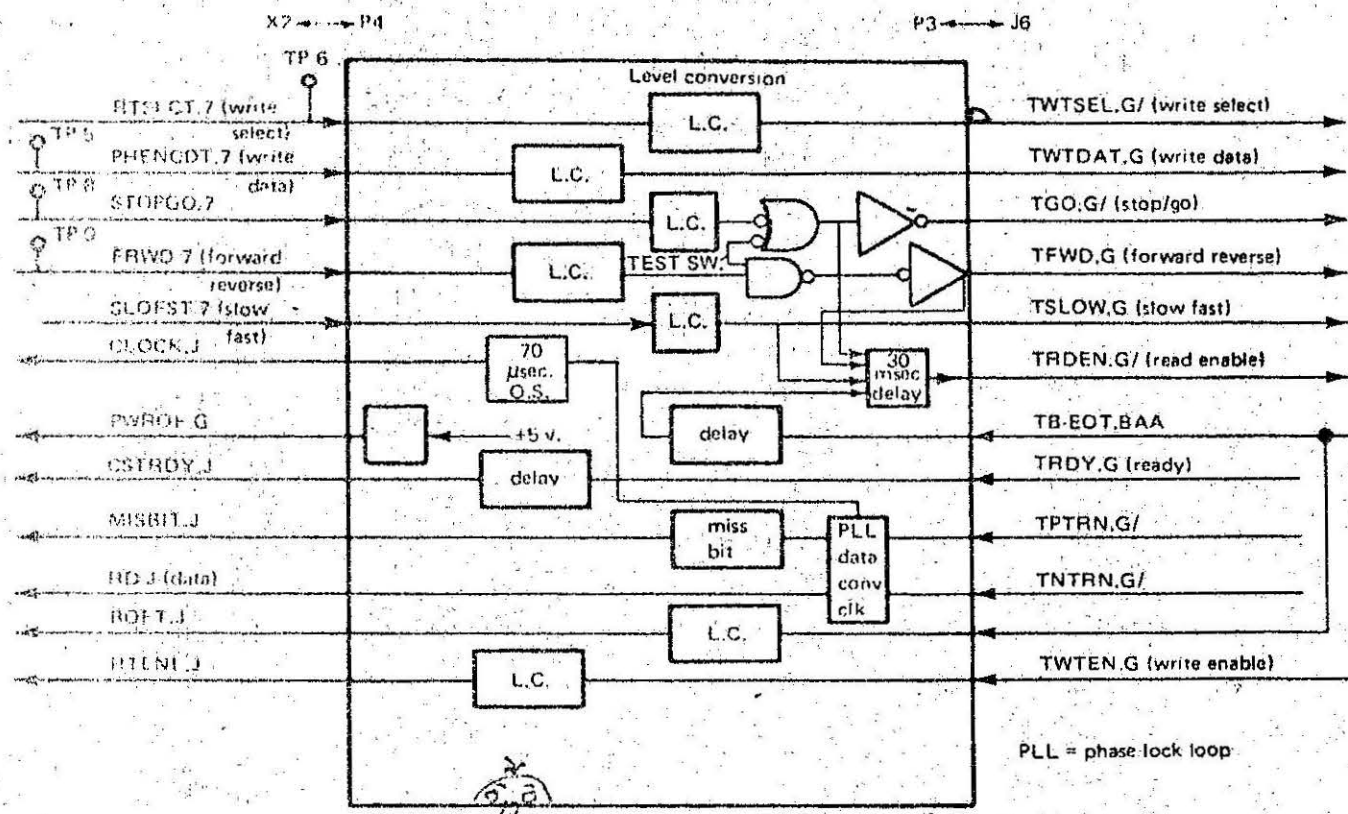 X2 P4
P3 J6
TP 6
Level conversion
(write select)
L.C.
TWTSEL.G/ (write select)
TP 5
PHENCDT.7 (write data)
L.C.
TWTDAT.G (write data)
TP 8
STOPGO.7
L.C.
TGO.G/ (stop/go)
TP 9
FRWD.7 (forward reverse)
L.C.
TEST SW.
TFWD.G (forward reverse)
SLOFST.7 (slow fast)
L.C.
TSLOW.G (slow fast)
CLOCK.J
70 µsec. O.S.
30 msec delay
TRDEN.G/ (read enable)
PWROF.G
+5 v.
delay
TB-EOT.BAA
CSTRDY.J
delay
TRDY.G (ready)
MISBIT.J
miss bit
PLL data conv clk
TPTRN.G/
RD.J (data)
TNTRN.G/
L.C.
L.C.
TWTEN.G (write enable)
PLL = phase lock loop